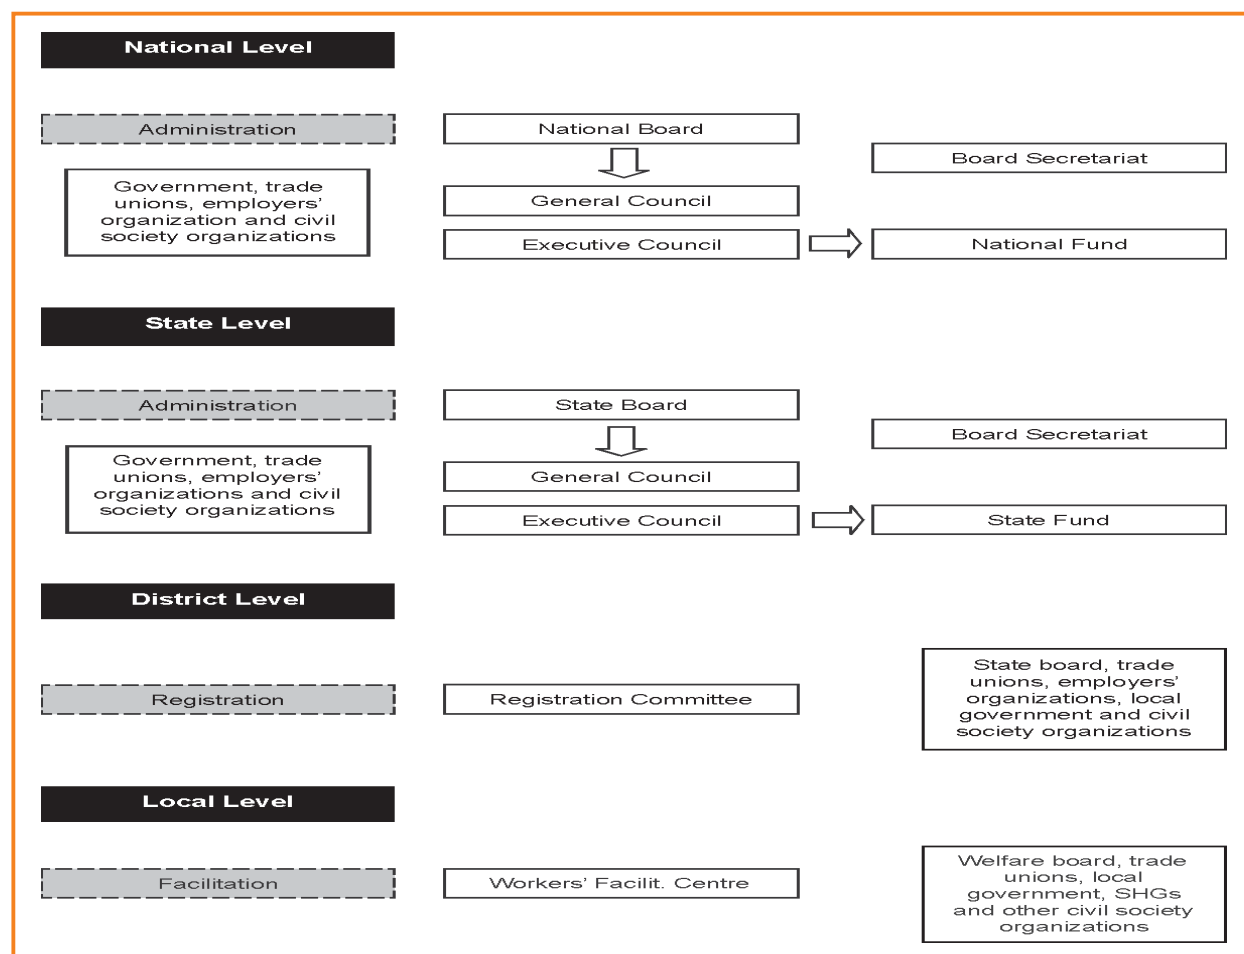 National Level
Administration
National Board
Board Secretariat
Government, trade
unions, employers'
organization and civil
society organizations
General Council
Executive Council
National Fund
State Level
Administration
State Board
Board Secretariat
Government, trade
unions, employers'
organizations and civil
society organizations
General Council
Executive Council
State Fund
District Level
Registration
Registration Committee
State board, trade
unions, employers'
organizations, local
government and civil
society organizations
Local Level
Facilitation
Workers' Facilit. Centre
Welfare board, trade
unions, local
government, SHGs
and other civil society
organizations